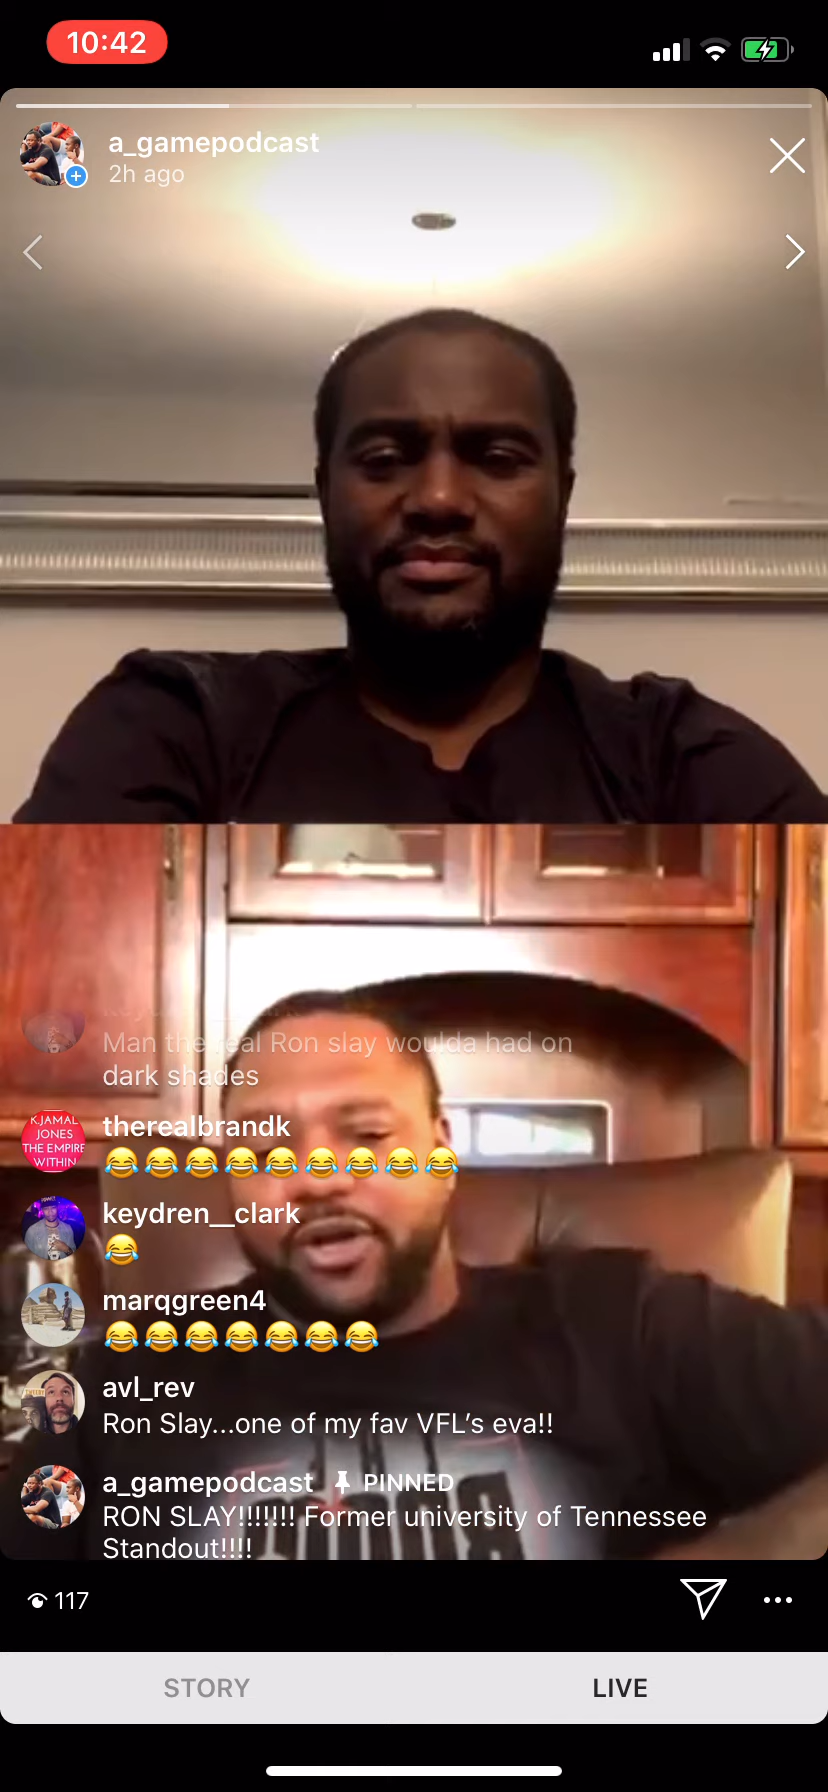 10:42
a_gamepodcast
2h ago
Man the real Ron slay woulda had on
dark shades
K.JAMAL
JONES
THE EMPIRE
WITHIN
therealbrandk
😂😂😂😂😂😂😂😂😂
keydren__clark
😂
marqgreen4
😂😂😂😂😂😂😂
avl_rev
Ron Slay...one of my fav VFL’s eva!!
a_gamepodcast PINNED
RON SLAY!!!!!!! Former university of Tennessee
Standout!!!!
117
STORY
LIVE